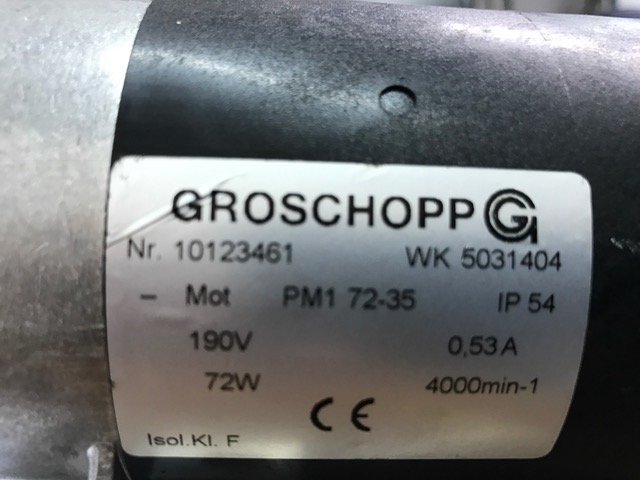 GROSCHOPP G
Nr. 10123461 WK 5031404
– Mot PM1 72-35 IP 54
190V 0,53A
72W 4000min-1
CE
Isol.Kl. F